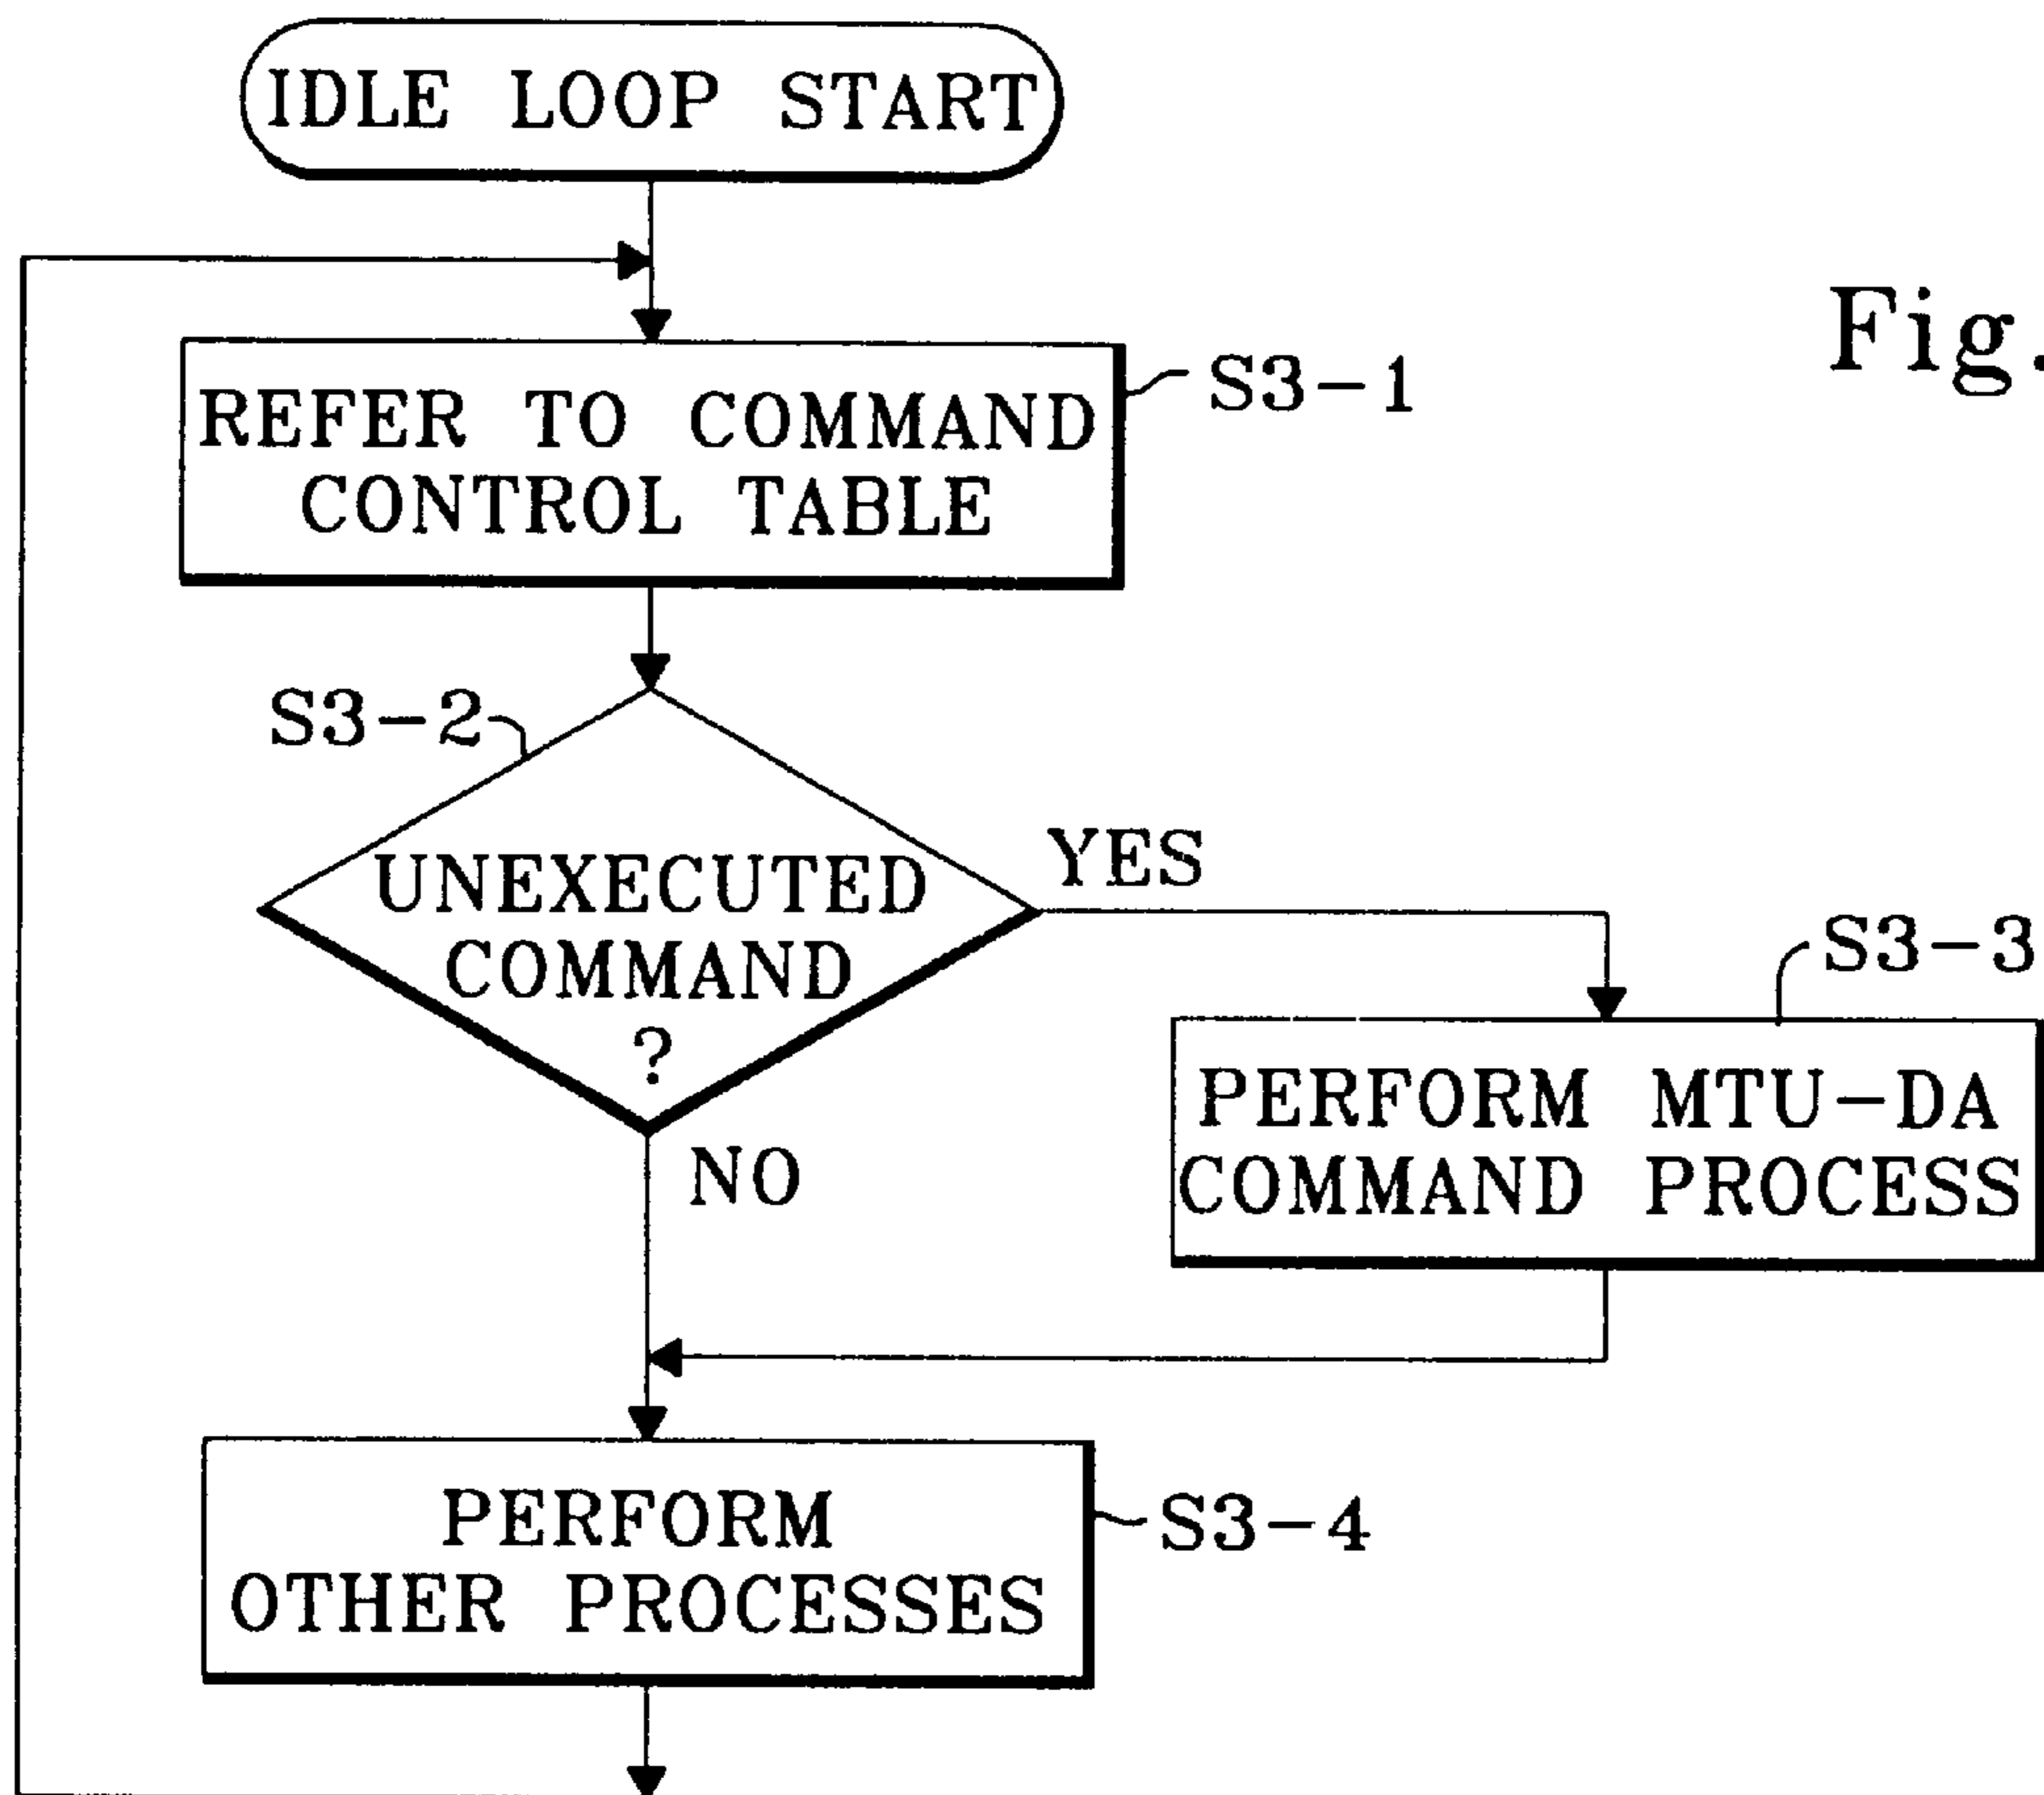 IDLE LOOP START
Fig.
REFER TO COMMAND
CONTROL TABLE
S3-1
S3-2
UNEXECUTED
COMMAND
?
YES
NO
S3-3
PERFORM MTU-DA
COMMAND PROCESS
PERFORM
OTHER PROCESSES
S3-4